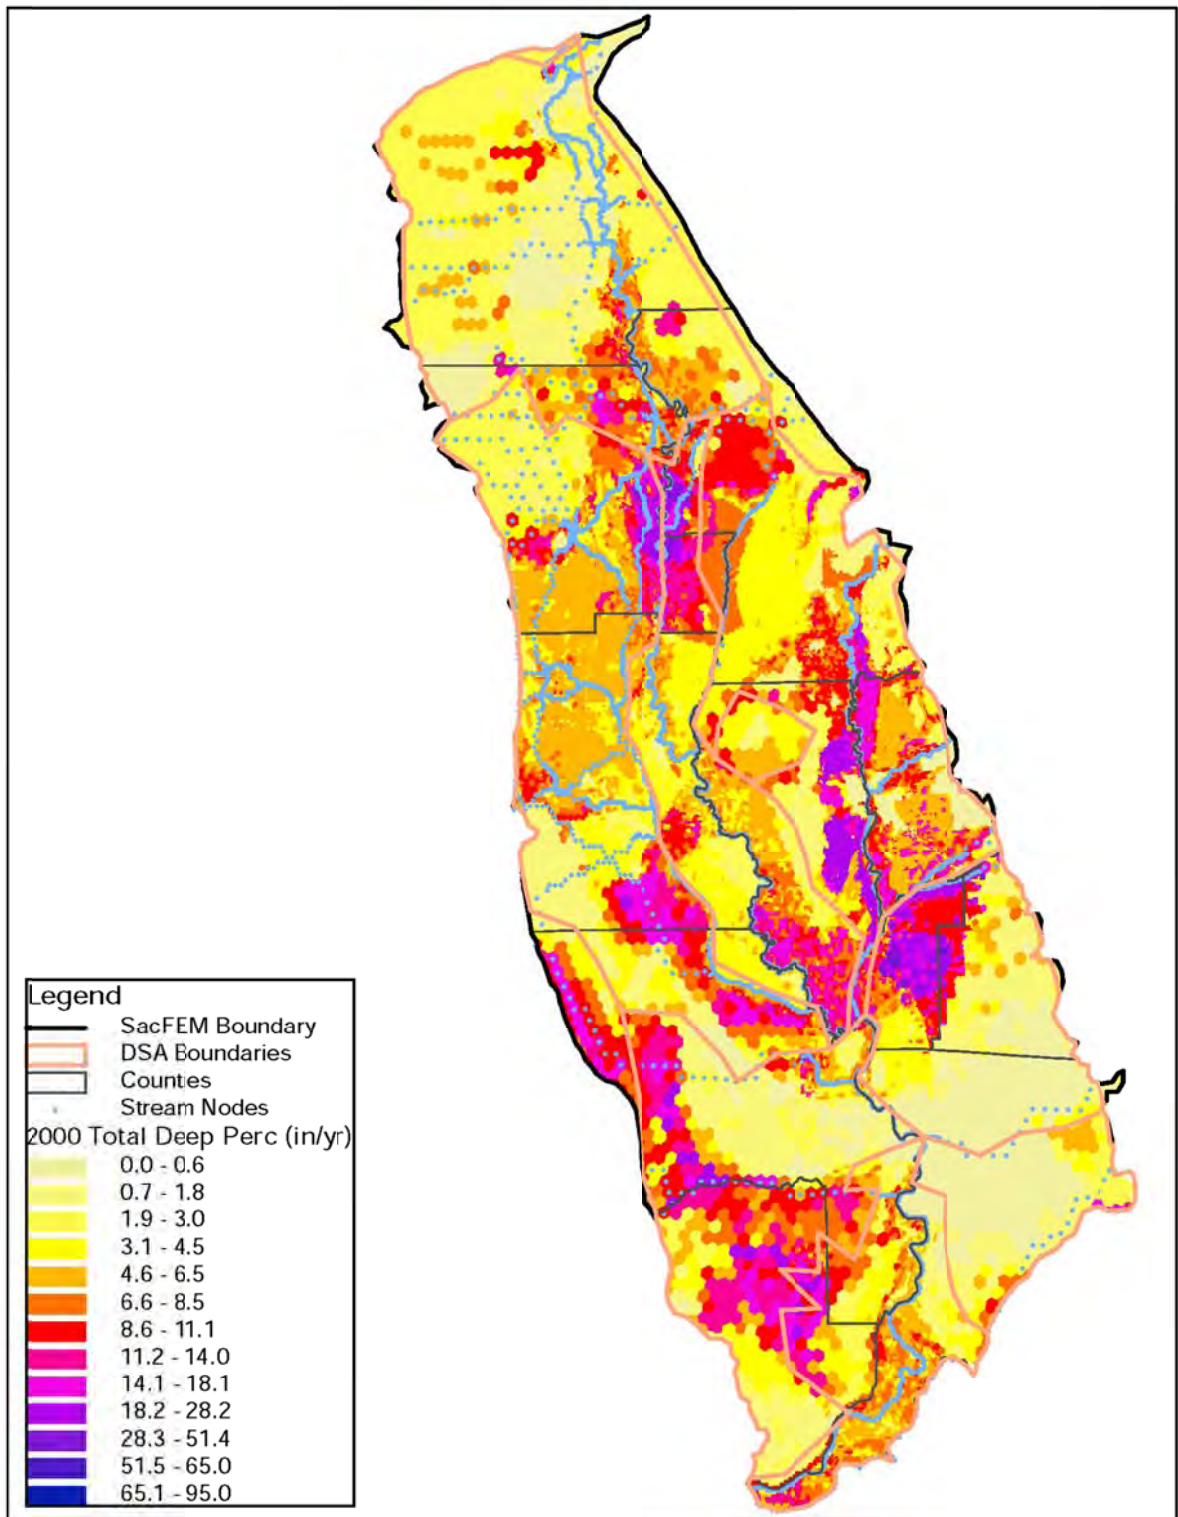 Legend
SacFEM Boundary
DSA Boundaries
Counties
Stream Nodes
2000 Total Deep Perc (in/yr)
0.0 - 0.6
0.7 - 1.8
1.9 - 3.0
3.1 - 4.5
4.6 - 6.5
6.6 - 8.5
8.6 - 11.1
11.2 - 14.0
14.1 - 18.1
18.2 - 28.2
28.3 - 51.4
51.5 - 65.0
65.1 - 95.0